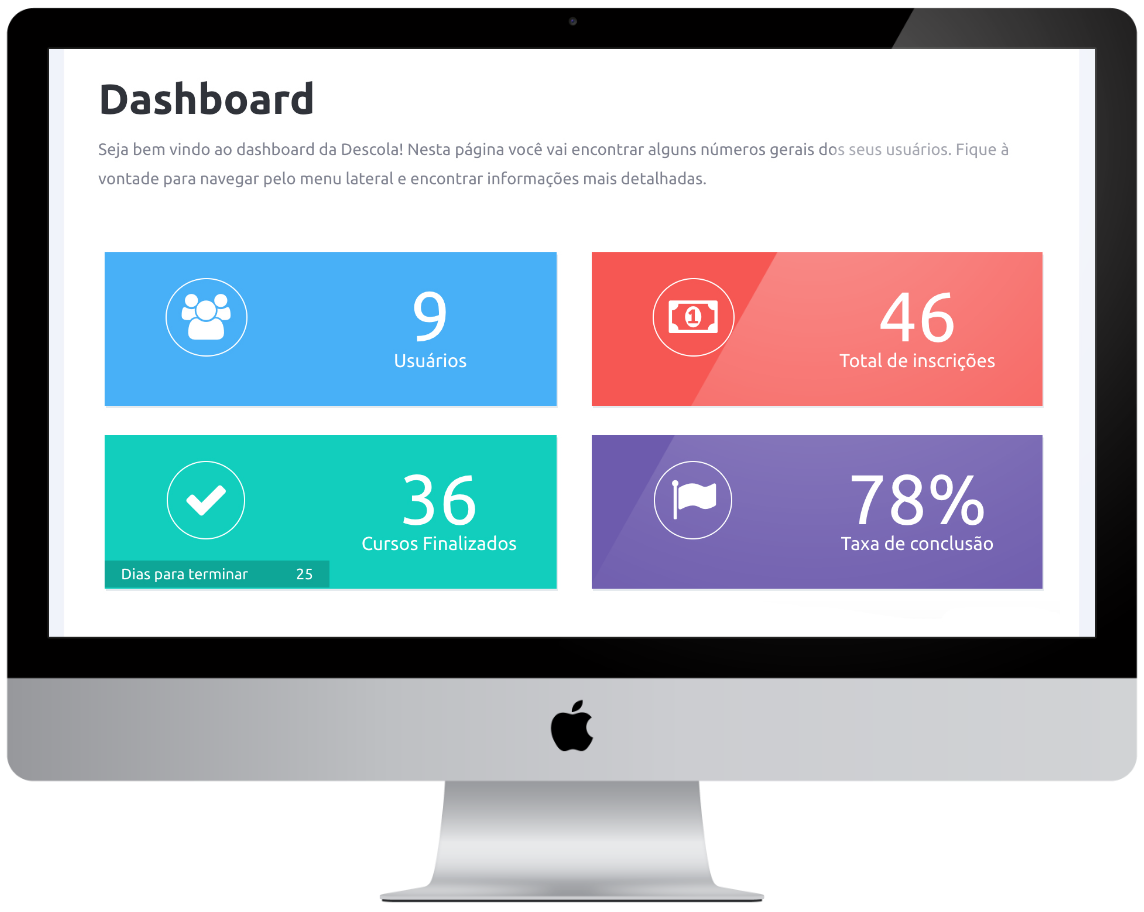 Dashboard
Seja bem vindo ao dashboard da Descola! Nesta página você vai encontrar alguns números gerais dos seus usuários. Fique à
vontade para navegar pelo menu lateral e encontrar informações mais detalhadas.
9
Usuários
1
46
Total de inscrições
36
Cursos Finalizados
Dias para terminar 25
78%
Taxa de conclusão